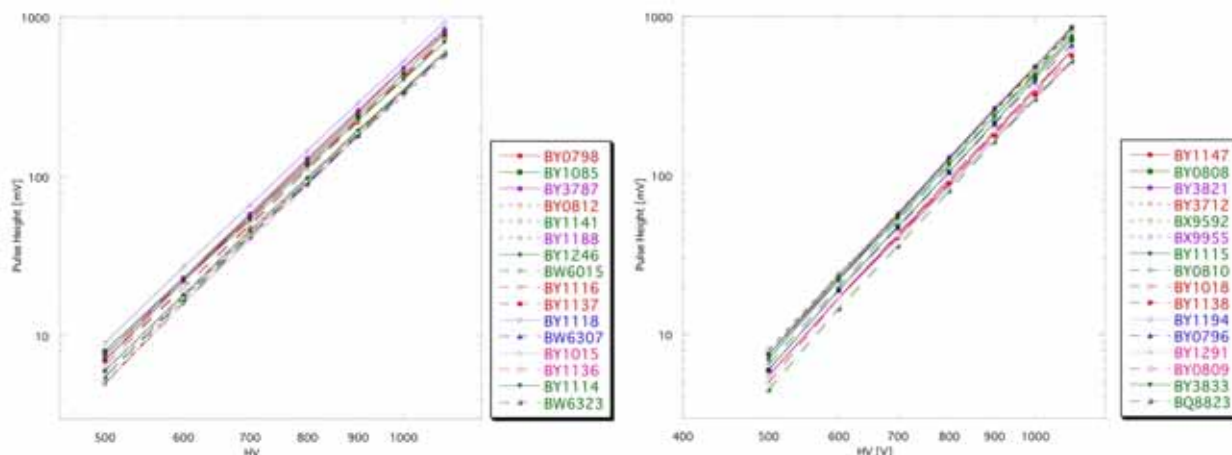 1000
100
10
Pulse Height [mV]
500 600 700 800 900 1000
HV
BY0798
BY1085
BY3787
BY0812
BY1141
BY1188
BY1246
BW6015
BY1116
BY1137
BY1118
BW6307
BY1015
BY1136
BY1114
BW6323
1000
100
10
Pulse Height [mV]
400 500 600 700 800 900 1000
HV [V]
BY1147
BY0808
BY3821
BY3712
BX9592
BX9955
BY1115
BY0810
BY1018
BY1138
BY1194
BY0796
BY1291
BY0809
BY3833
BQ8823